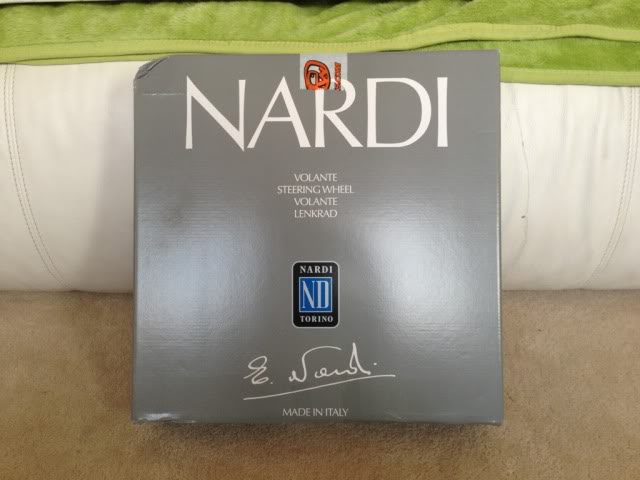 NARDI
VOLANTE
STEERING WHEEL
VOLANTE
LENKRAD
NARDI
ND
TORINO
E. Nardi
MADE IN ITALY